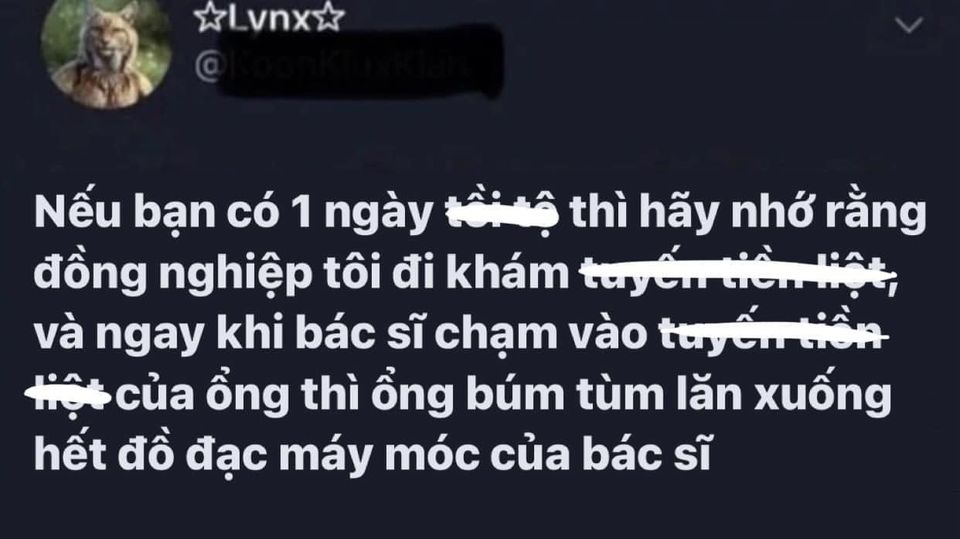 ☆Lynx☆
@
Nếu bạn có 1 ngày tồi tệ thì hãy nhớ rằng
đồng nghiệp tôi đi khám tuyến tiền liệt,
và ngay khi bác sĩ chạm vào tuyến tiền
liệt của ổng thì ổng búm tùm lăn xuống
hết đồ đạc máy móc của bác sĩ